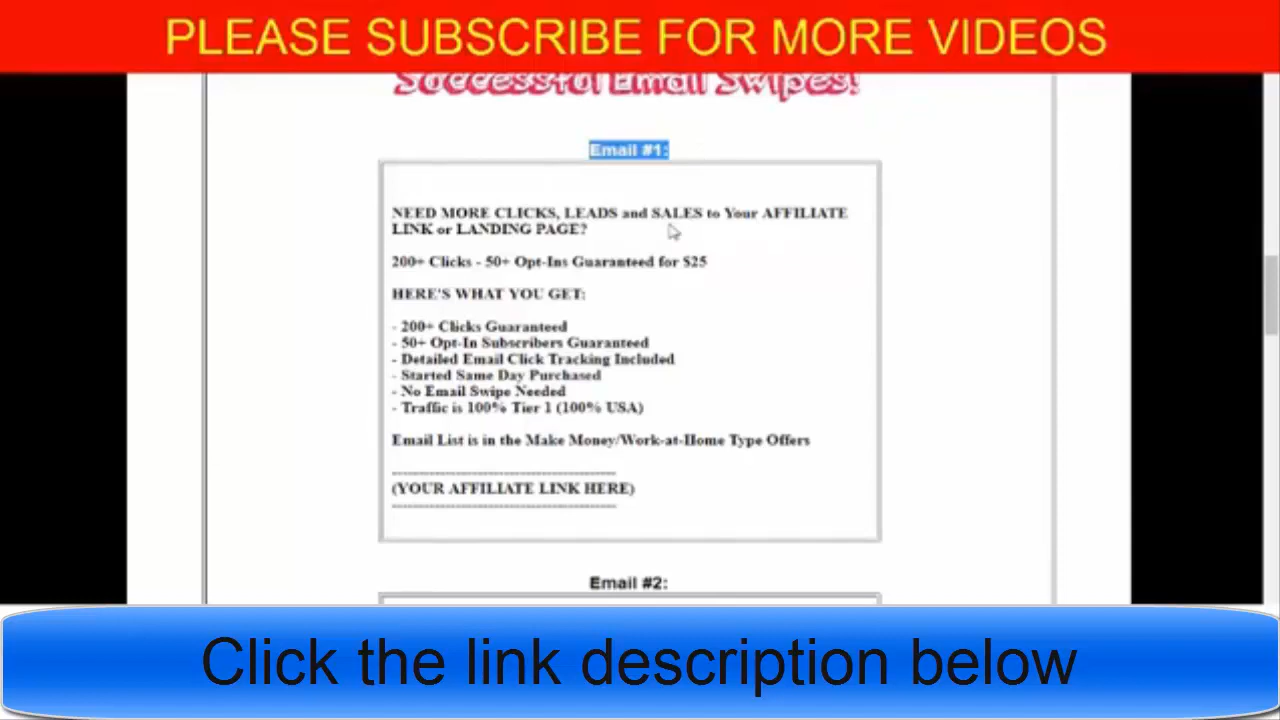 PLEASE SUBSCRIBE FOR MORE VIDEOS
Successful Email Swipes!
Email #1:
NEED MORE CLICKS, LEADS and SALES to Your AFFILIATE
LINK or LANDING PAGE?
200+ Clicks - 50+ Opt-Ins Guaranteed for $25
HERE'S WHAT YOU GET:
- 200+ Clicks Guaranteed
- 50+ Opt-In Subscribers Guaranteed
- Detailed Email Click Tracking Included
- Started Same Day Purchased
- No Email Swipe Needed
- Traffic is 100% Tier 1 (100% USA)
Email List is in the Make Money/Work-at-Home Type Offers
(YOUR AFFILIATE LINK HERE)
Email #2:
Click the link description below